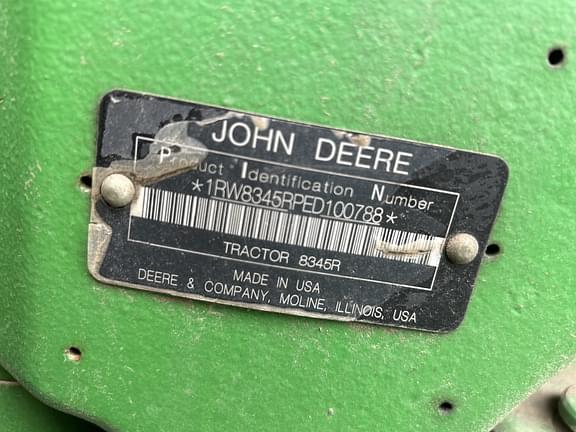 JOHN DEERE
Product Identification Number
*1RW8345RPED100788*
TRACTOR 8345R
MADE IN USA
DEERE & COMPANY, MOLINE, ILLINOIS, USA